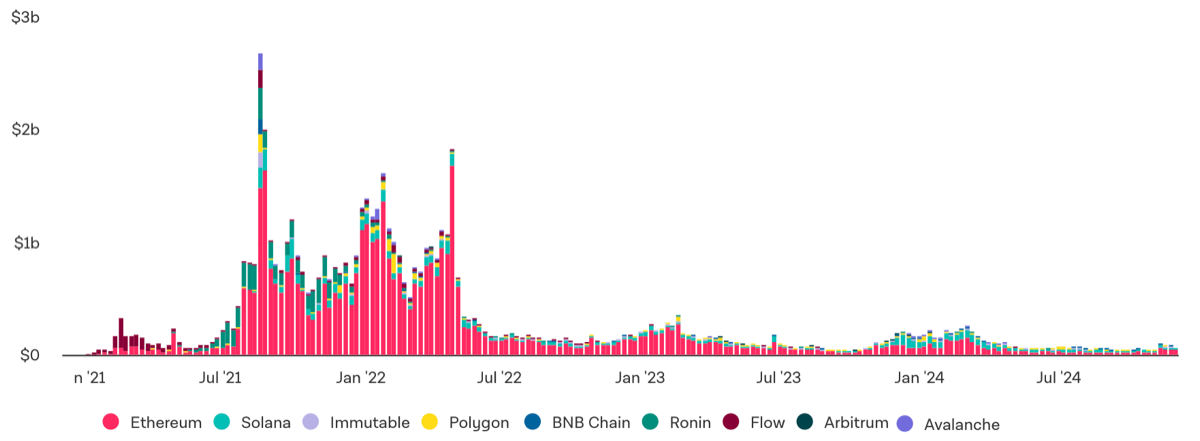 $3b
$2b
$1b
$0
n '21 Jul '21 Jan '22 Jul '22 Jan '23 Jul '23 Jan '24 Jul '24
Ethereum Solana Immutable Polygon BNB Chain Ronin Flow Arbitrum Avalanche